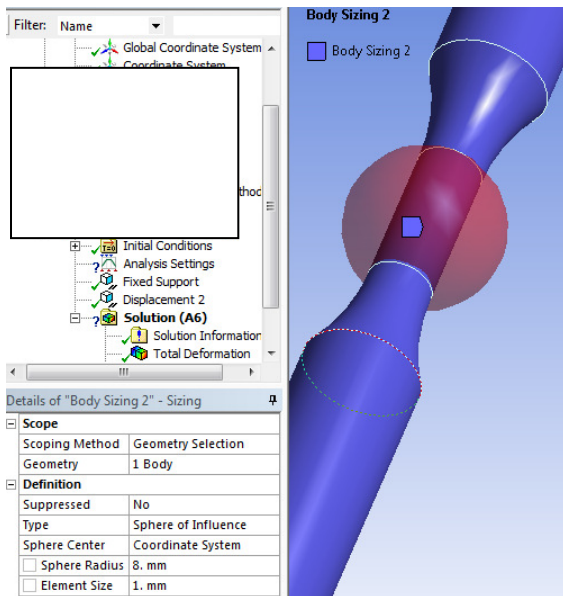 Filter: Name
Global Coordinate System
Coordinate System
thod
Initial Conditions
T=0
Analysis Settings
?
Fixed Support
Displacement 2
? Solution (A6)
Solution Information
Total Deformation
Details of "Body Sizing 2" - Sizing
Scope
Scoping Method Geometry Selection
Geometry 1 Body
Definition
Suppressed No
Type Sphere of Influence
Sphere Center Coordinate System
Sphere Radius 8. mm
Element Size 1. mm
Body Sizing 2
Body Sizing 2